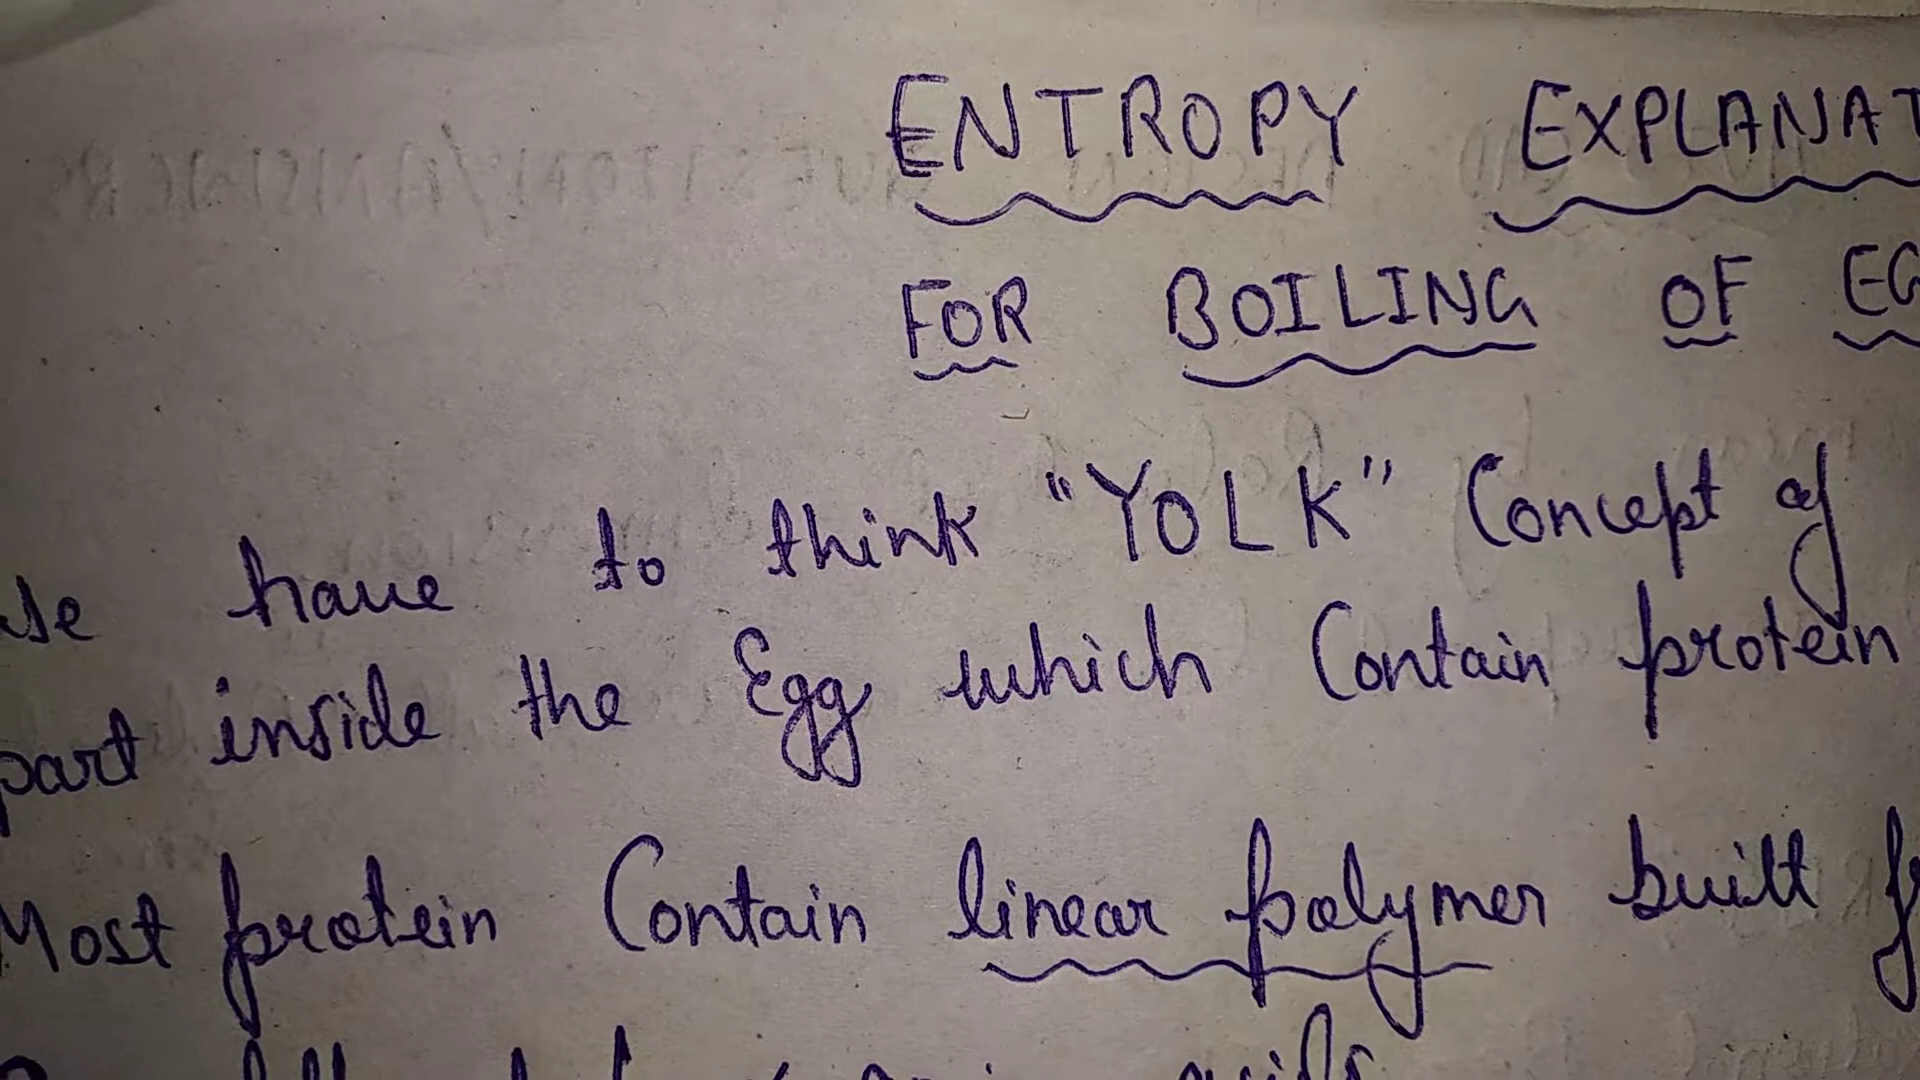 ENTROPY EXPLANAT
FOR BOILING OF EG
have to think "YOLK" Concept of
part inside the Egg which Contain protein
Most protein Contain linear polymer built